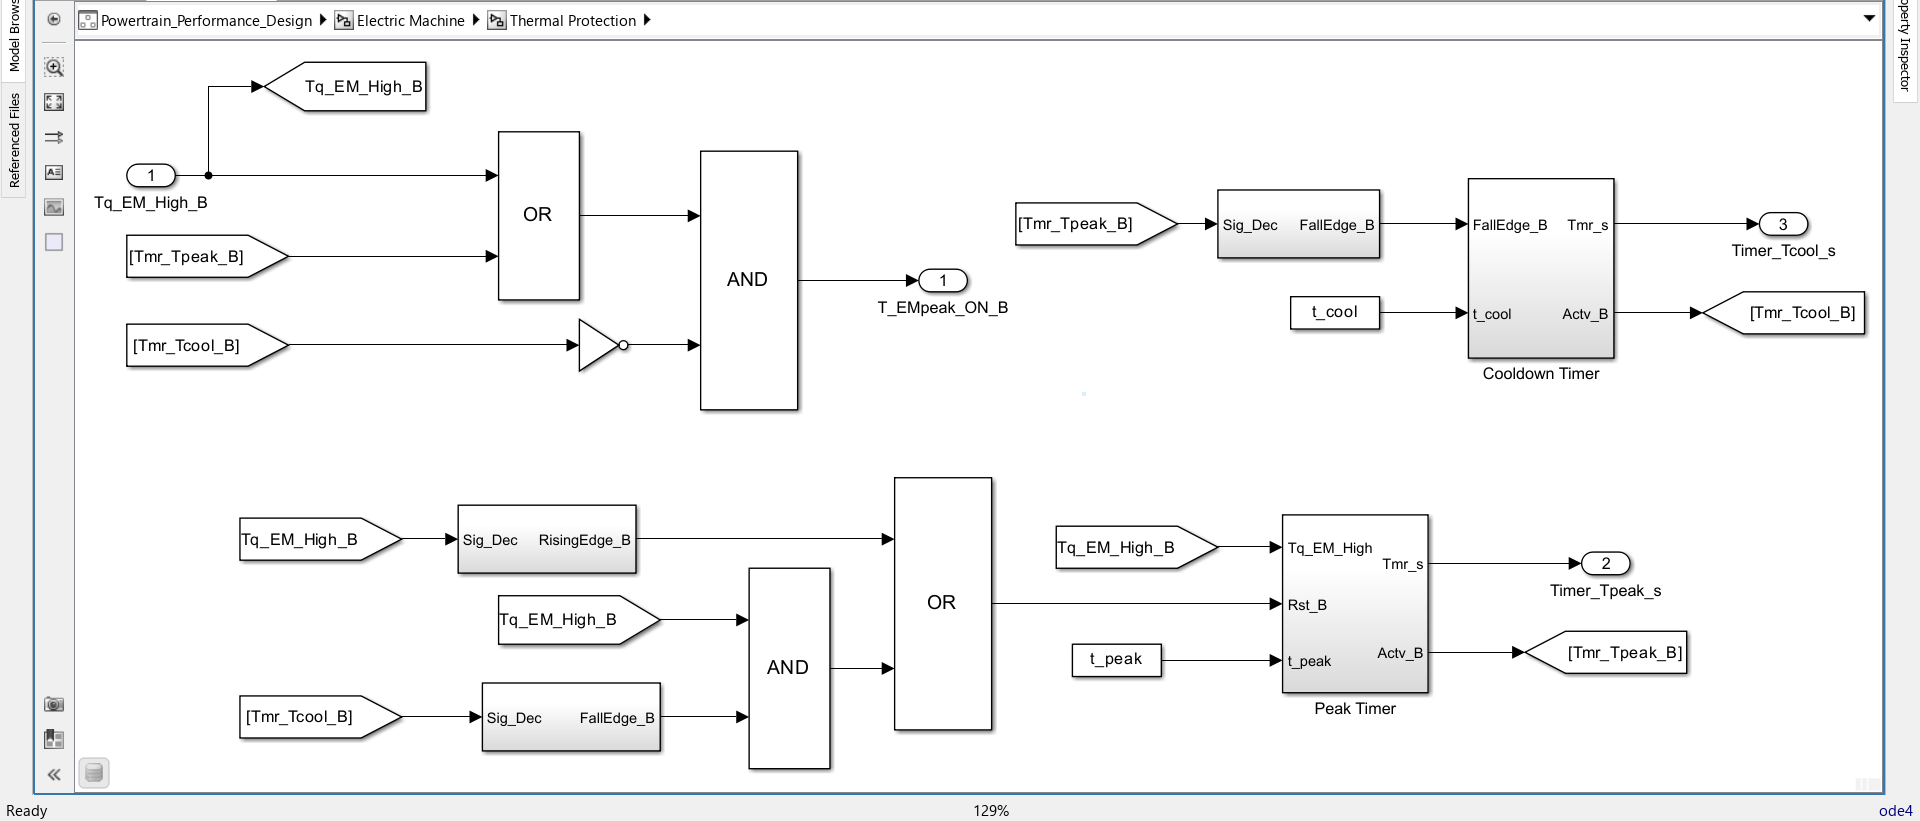 Powertrain_Performance_Design Electric Machine Thermal Protection
Model Brows
Referenced Files
operty Inspector
Tq_EM_High_B
1
Tq_EM_High_B
[Tmr_Tpeak_B]
[Tmr_Tcool_B]
OR
AND
1
T_EMpeak_ON_B
[Tmr_Tpeak_B]
Sig_Dec FallEdge_B
t_cool
FallEdge_B Tmr_s
t_cool Actv_B
Cooldown Timer
3
Timer_Tcool_s
[Tmr_Tcool_B]
Tq_EM_High_B
Sig_Dec RisingEdge_B
Tq_EM_High_B
[Tmr_Tcool_B]
Sig_Dec FallEdge_B
AND
OR
Tq_EM_High_B
t_peak
Tq_EM_High
Tmr_s
Rst_B
Actv_B
t_peak
Peak Timer
2
Timer_Tpeak_s
[Tmr_Tpeak_B]
Ready 129% ode4